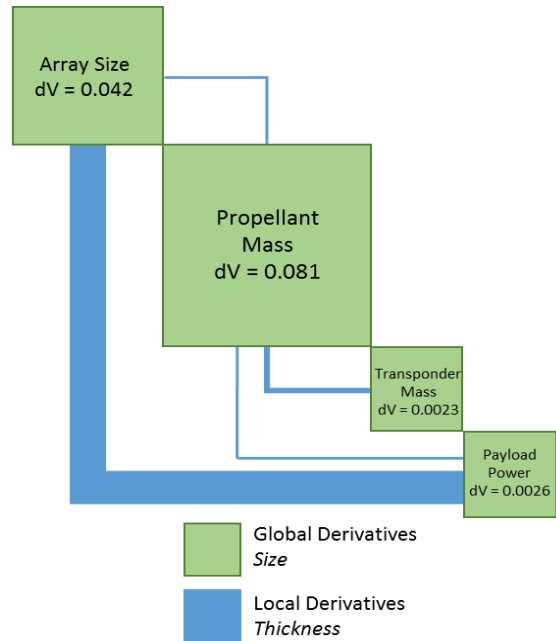 Array Size
dV = 0.042
Propellant
Mass
dV = 0.081
Transponder
Mass
dV = 0.0023
Payload
Power
dV = 0.0026
Global Derivatives
Size
Local Derivatives
Thickness